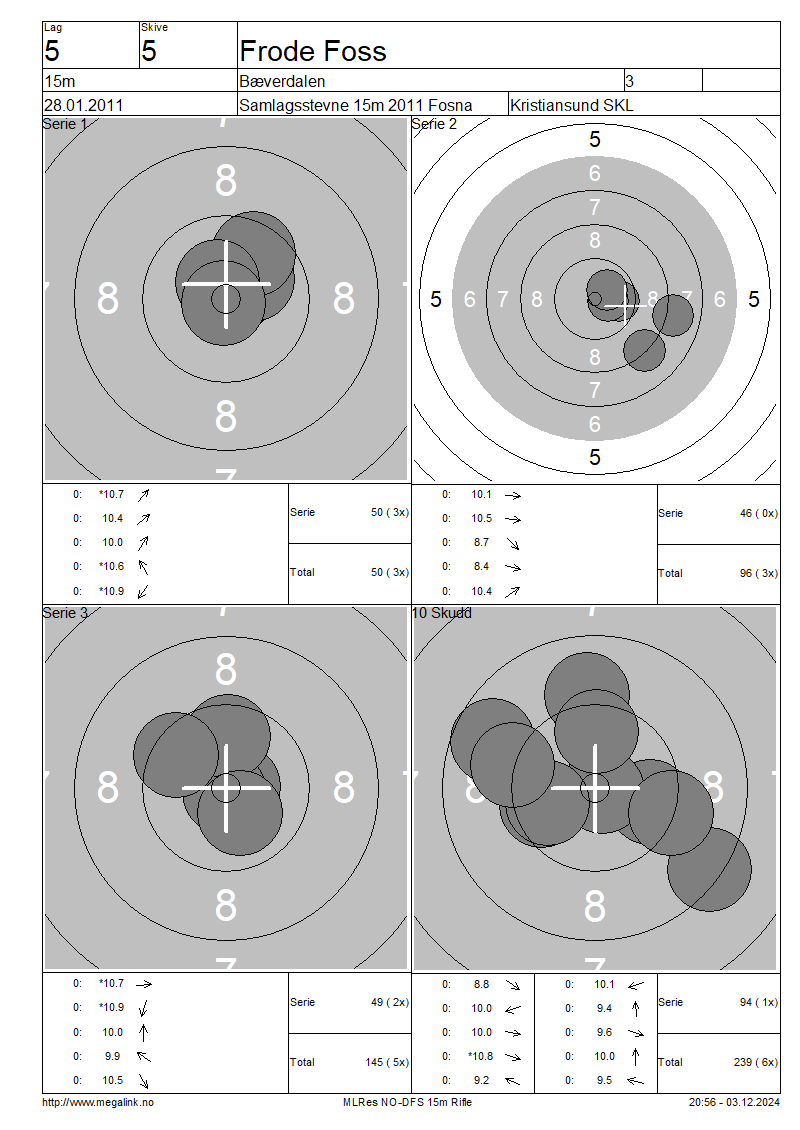 Lag
Skive
5
5
Frode Foss
15m
Bæverdalen
3
28.01.2011
Samlagsstevne 15m 2011 Fosna
Kristiansund SKL
Serie 1
7
8
7 8 8
8
7
Serie 2
5
6
7
8
5 6 7 8 8 7 6 5
8
7
6
5
0: *10.7
0: 10.4
0: 10.0
0: *10.6
0: *10.9
Serie 50 ( 3x)
Total 50 ( 3x)
0: 10.1
0: 10.5
0: 8.7
0: 8.4
0: 10.4
Serie 46 ( 0x)
Total 96 ( 3x)
Serie 3
7
8
7 8 8
8
7
10 Skudd
7
7 8 8 7
8
7
0: *10.7
0: *10.9
0: 10.0
0: 9.9
0: 10.5
Serie 49 ( 2x)
Total 145 ( 5x)
0: 8.8 0: 10.1
0: 10.0 0: 9.4
0: 10.0 0: 9.6
0: *10.8 0: 10.0
0: 9.2 0: 9.5
Serie 94 ( 1x)
Total 239 ( 6x)
http://www.megalink.no
MLRes NO-DFS 15m Rifle
20:56 - 03.12.2024